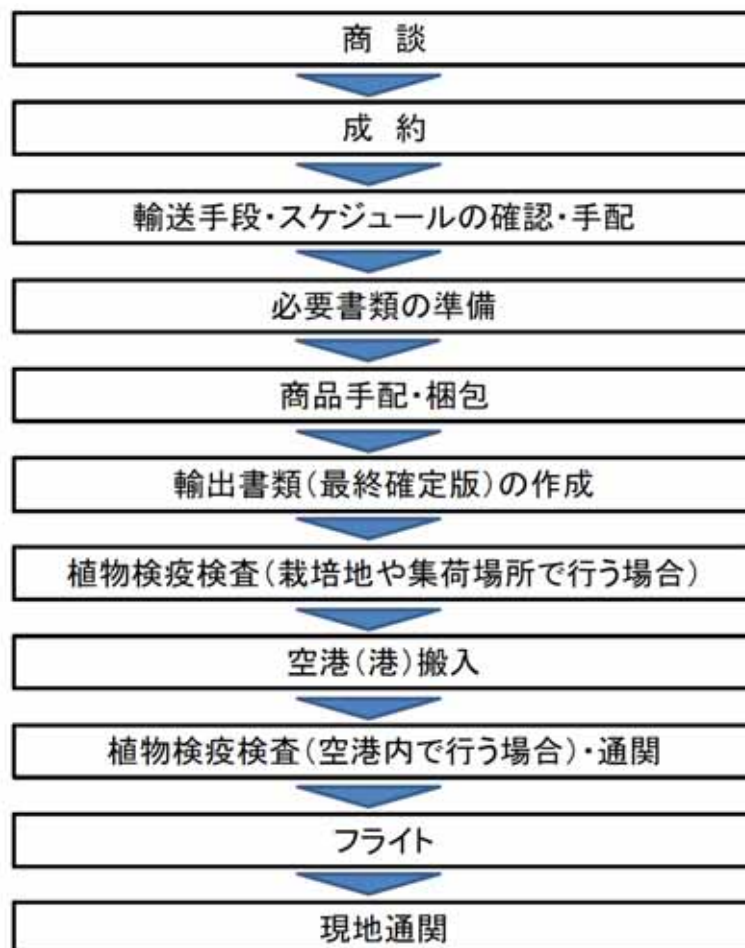 商 談
成 約
輸送手段・スケジュールの確認・手配
必要書類の準備
商品手配・梱包
輸出書類(最終確定版)の作成
植物検疫検査(栽培地や集荷場所で行う場合)
空港(港)搬入
植物検疫検査(空港内で行う場合)・通関
フライト
現地通関